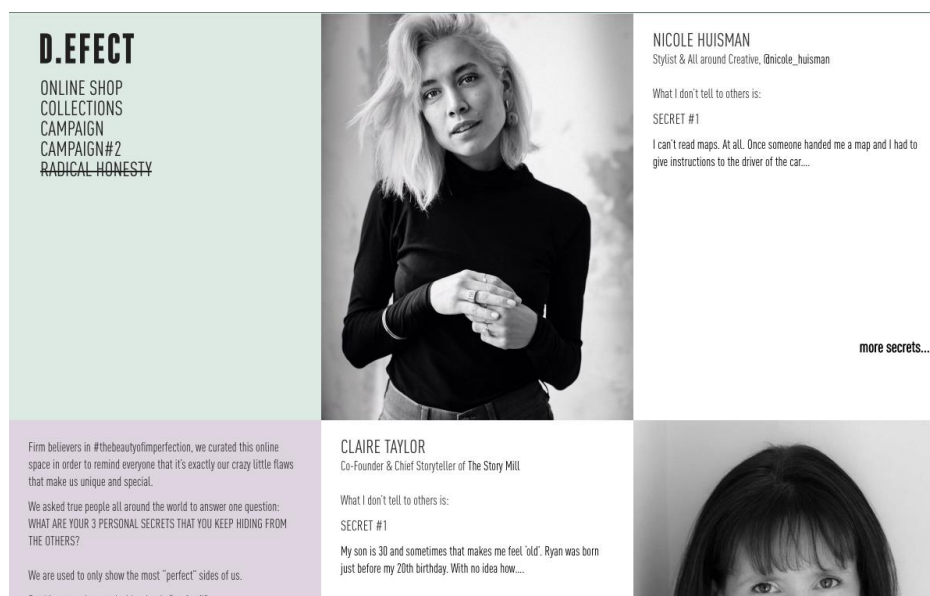 D.EFECT
ONLINE SHOP
COLLECTIONS
CAMPAIGN
CAMPAIGN#2
RADICAL HONESTY
NICOLE HUISMAN
Stylist & All around Creative, @nicole_huisman
What I don't tell to others is:
SECRET #1
I can't read maps. At all. Once someone handed me a map and I had to
give instructions to the driver of the car....
more secrets...
Firm believers in #thebeautyofimperfection, we curated this online
space in order to remind everyone that it's exactly our crazy little flaws
that make us unique and special.
We asked true people all around the world to answer one question:
WHAT ARE YOUR 3 PERSONAL SECRETS THAT YOU KEEP HIDING FROM
THE OTHERS?
We are used to only show the most "perfect" sides of us.
CLAIRE TAYLOR
Co-Founder & Chief Storyteller of The Story Mill
What I don't tell to others is:
SECRET #1
My son is 30 and sometimes that makes me feel 'old'. Ryan was born
just before my 20th birthday. With no idea how....